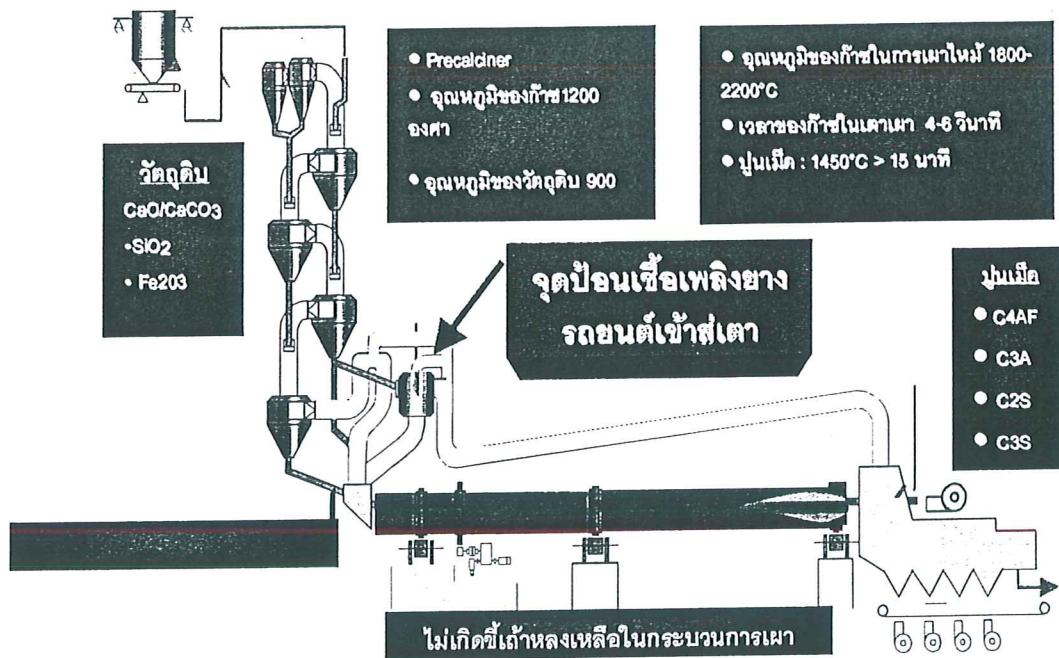 ● Precalciner
● อุณหภูมิของก๊าซ1200
องศา
● อุณหภูมิของวัตถุดิบ 900
● อุณหภูมิของก๊าซในการเผาไหม้ 1800-
2200°C
● เวลาของก๊าซในเตาเผา 4-6 วินาที
● ปูนเม็ด : 1450°C > 15 นาที
วัตถุดิบ
CaO/CaCO3
•SiO2
• Fe203
จุดป้อนเชื้อเพลิงยาง
รถยนต์เข้าสู่เตา
ปูนเม็ด
● C4AF
● C3A
● C2S
● C3S
ไม่เกิดขี้เถ้าหลงเหลือในกระบวนการเผา